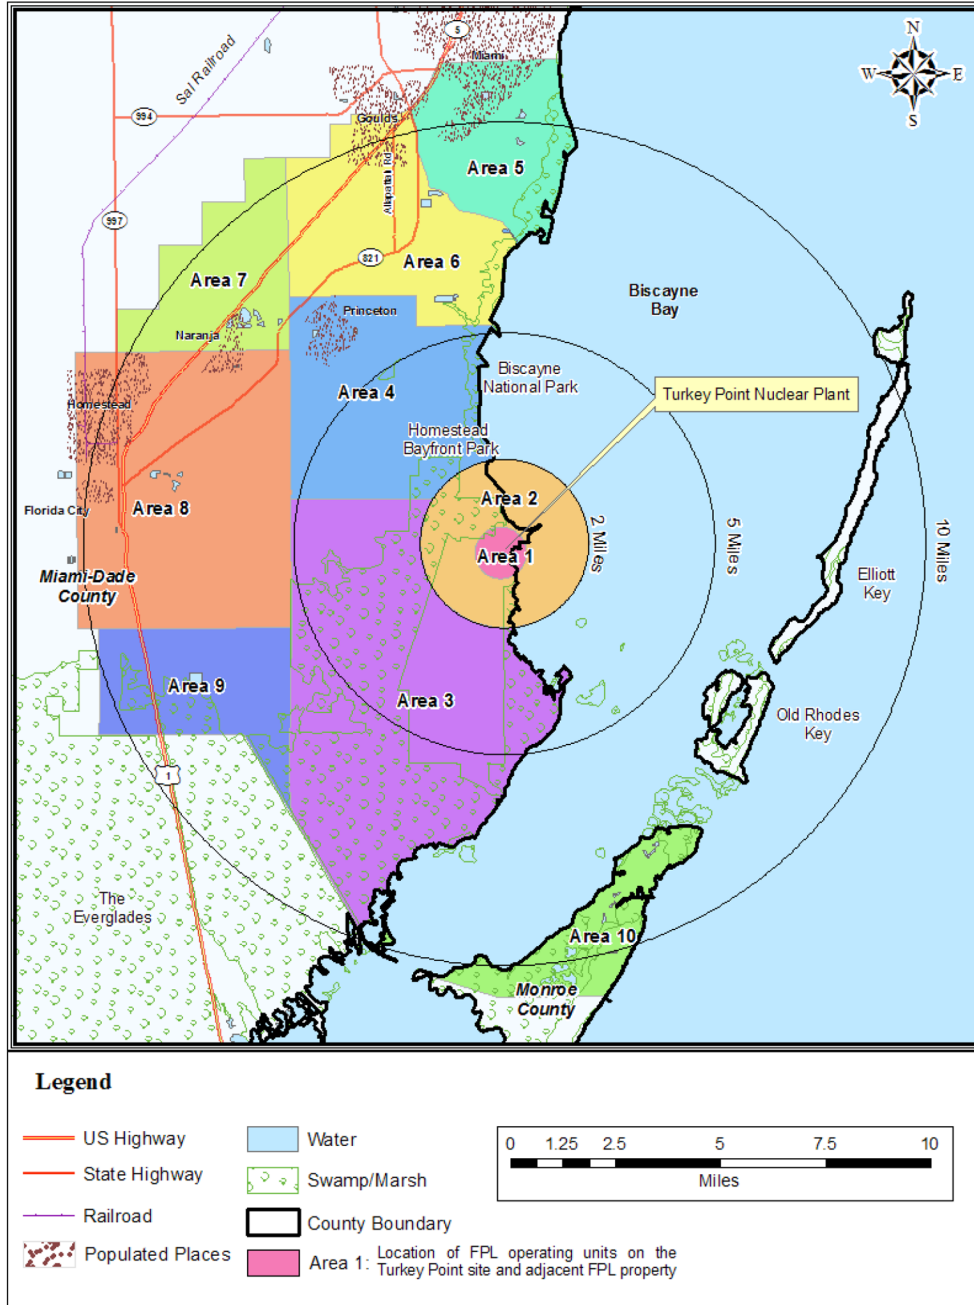 N
W
E
S
5
Miami
Sal Railroad
994
Goulds
Allapattah Rd
Area 5
997
821
Area 6
Area 7
Biscayne
Bay
Princeton
Naranja
Biscayne
National Park
Turkey Point Nuclear Plant
Area 4
Homestead
Homestead
Bayfront Park
Area 2
Area 8
Florida City
2 Miles
5 Miles
10 Miles
Area 1
Miami-Dade
County
Elliott
Key
Area 9
Area 3
Old Rhodes
Key
1
The
Everglades
Area 10
Monroe
County
Legend
US Highway
State Highway
Railroad
Populated Places
Water
Swamp/Marsh
County Boundary
Area 1: Location of FPL operating units on the
Turkey Point site and adjacent FPL property
0 1.25 2.5 5 7.5 10
Miles